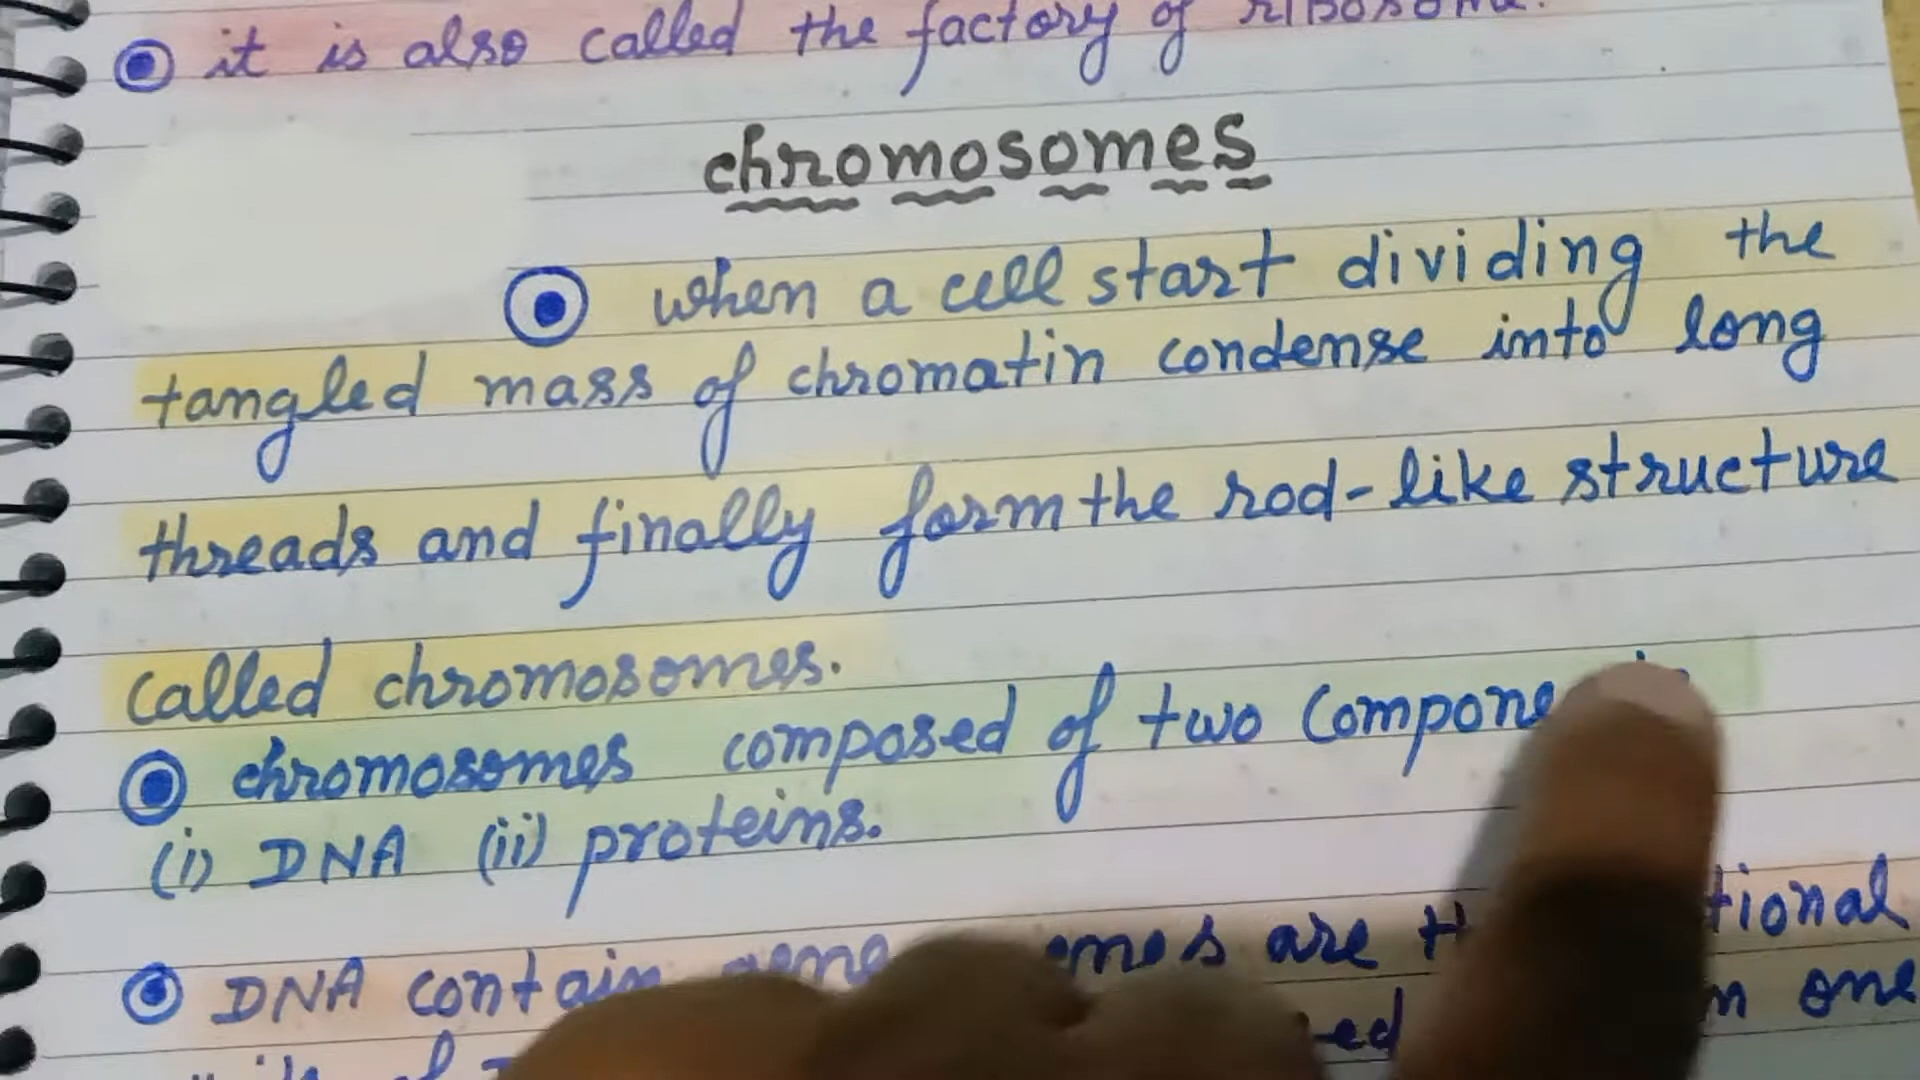 it is also called the factory of ribosome.
chromosomes
when a cell start dividing the
tangled mass of chromatin condense into long
threads and finally form the rod-like structure
called chromosomes.
chromosomes composed of two
(i) DNA (ii) proteins.
DNA contain are
one